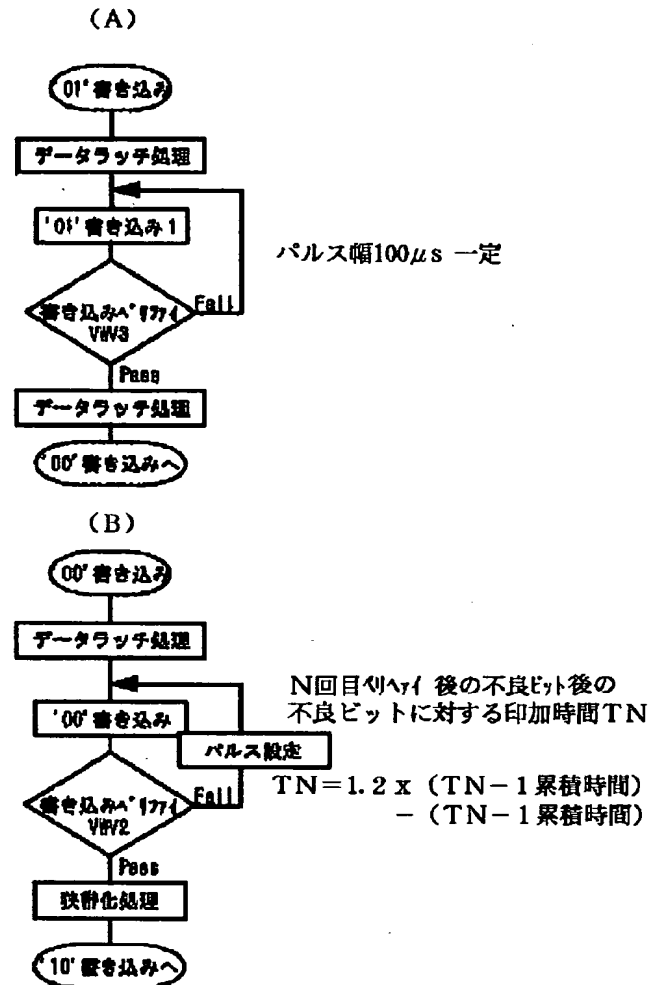 (A)
'01'書き込み
データラッチ処理
'01'書き込み1
パルス幅100μs 一定
書き込みベリファイ
VWV3
Fail
Pass
データラッチ処理
'00'書き込みへ
(B)
'00'書き込み
データラッチ処理
N回目ベリファイ 後の不良ビット後の
不良ビットに対する印加時間TN
'00'書き込み
パルス設定
TN=1.2 x (TN-1累積時間)
-(TN-1累積時間)
書き込みベリファイ
VWV2
Fail
Pass
狭群化処理
'10'書き込みへ